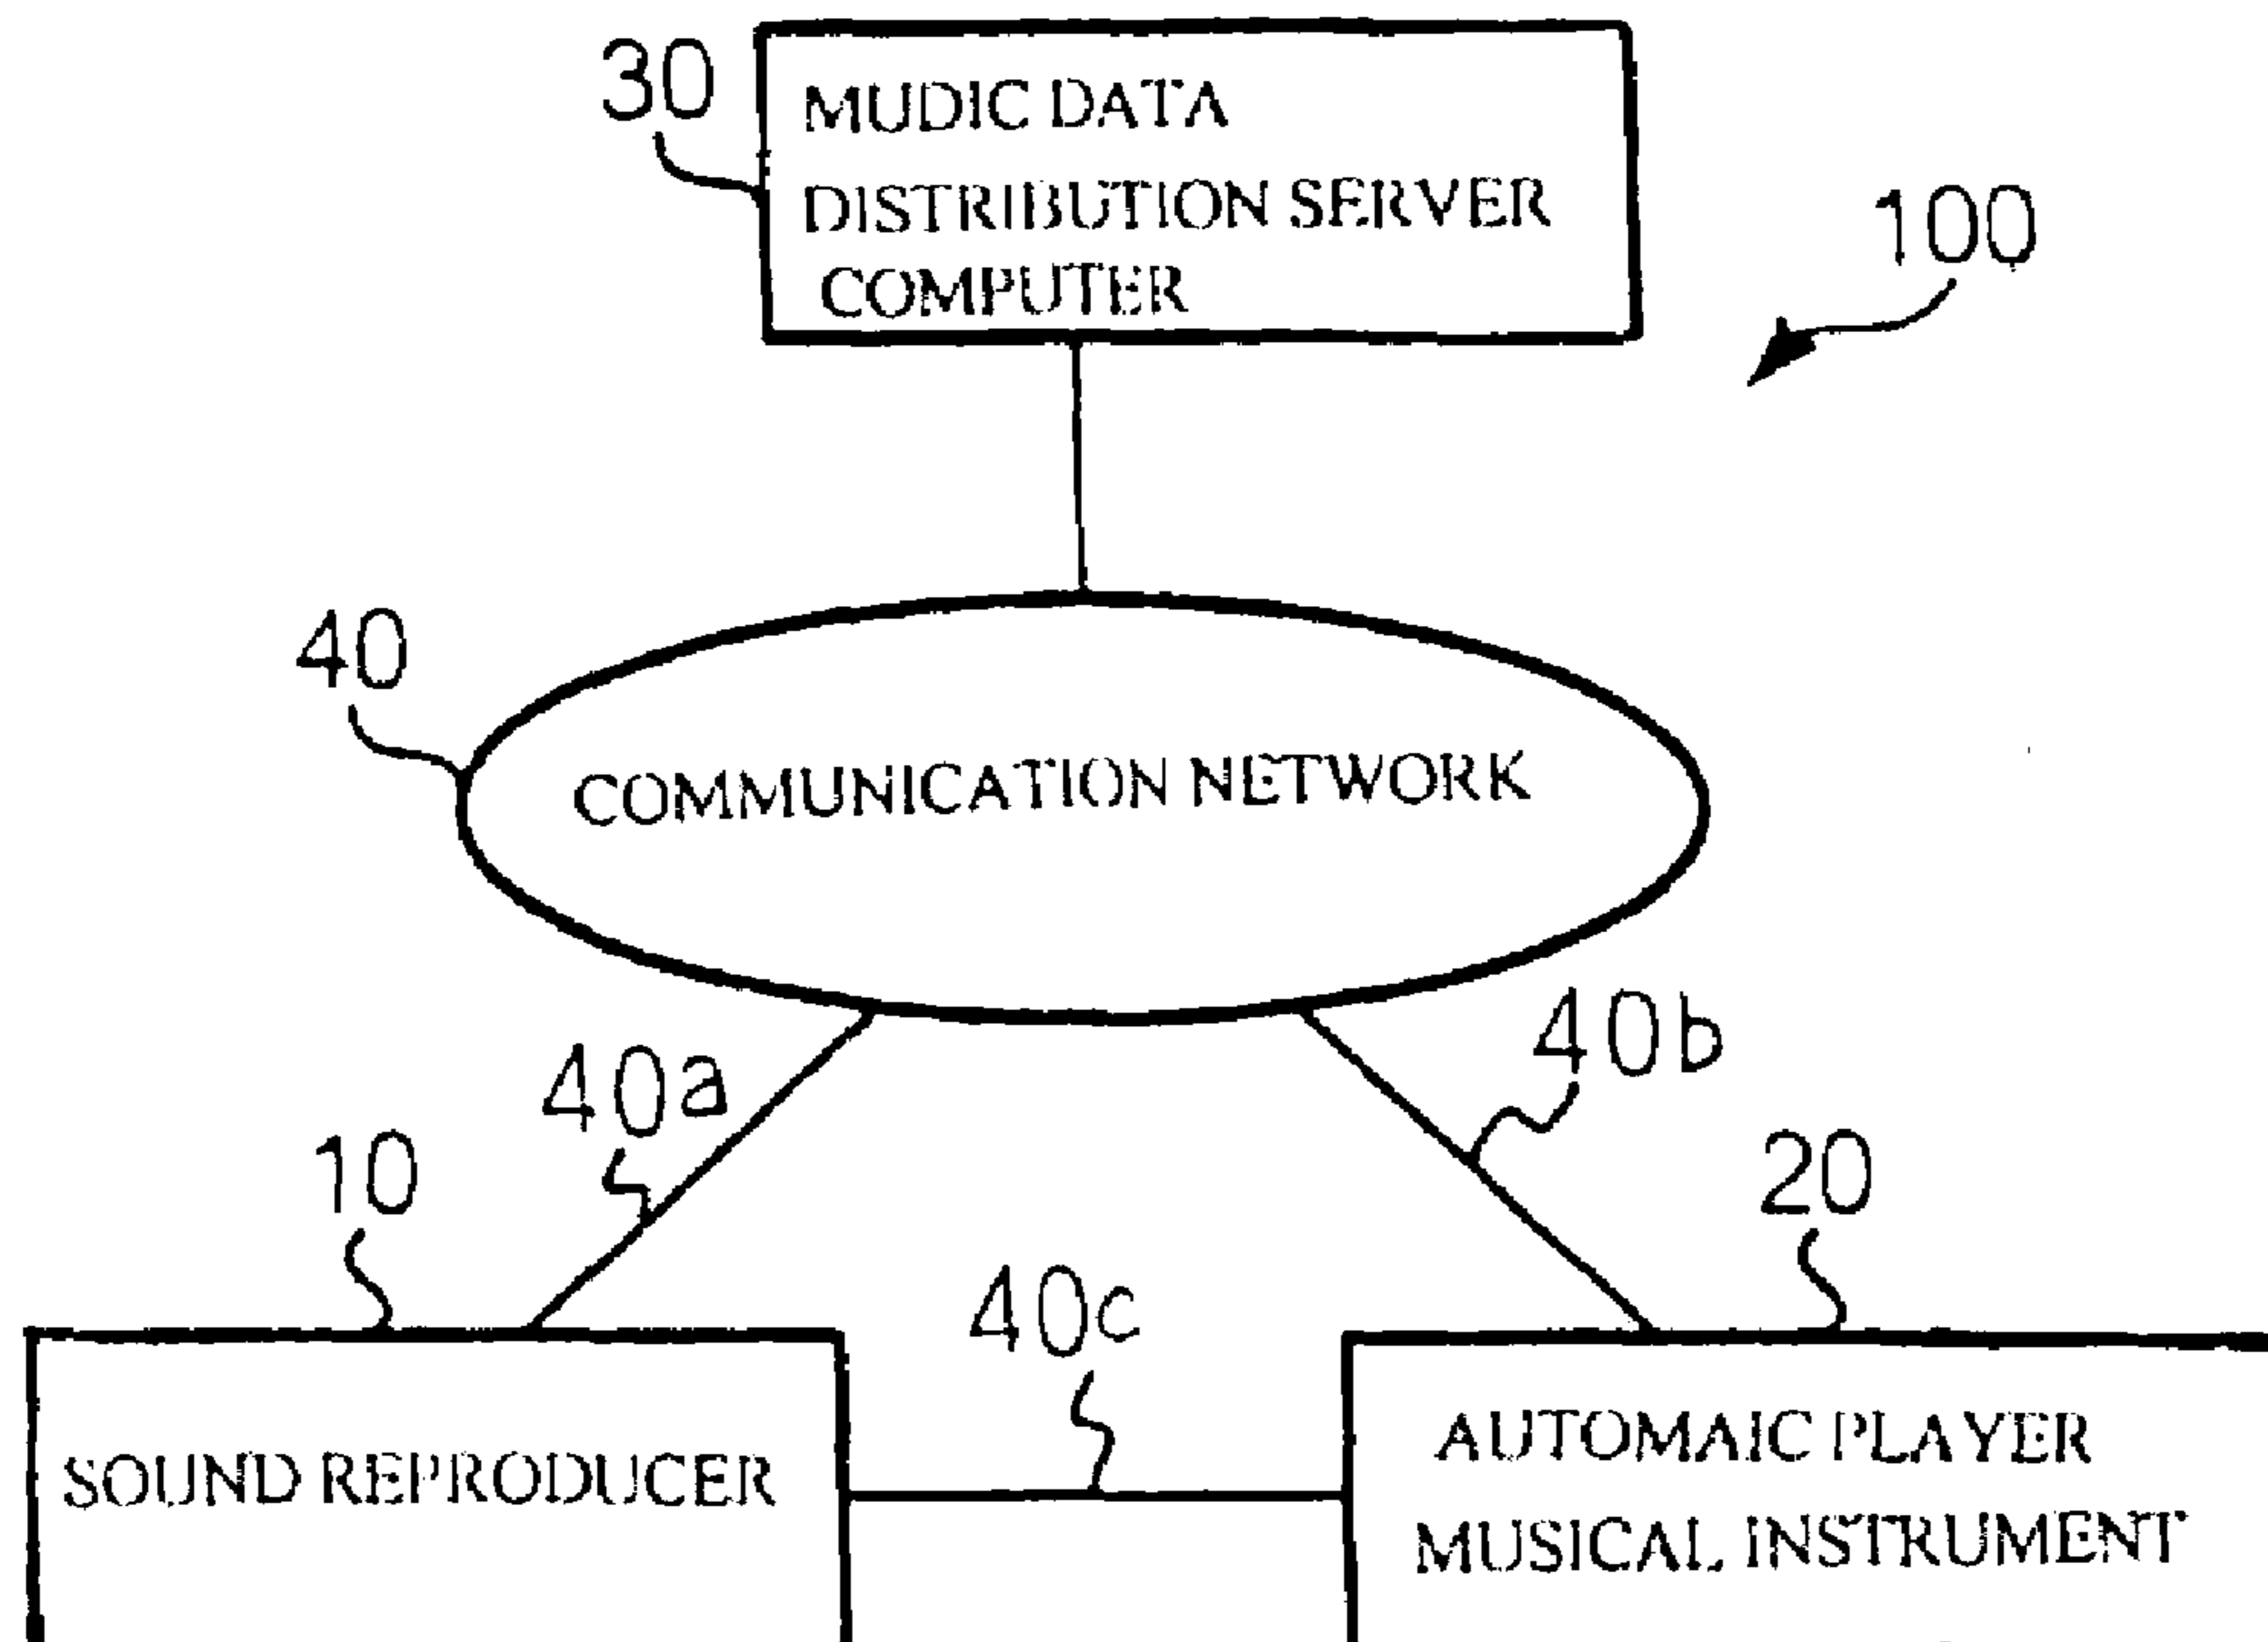 30
MUDIC DATA
DISTRIBUTION SERVER
COMPUTER
100
40
COMMUNICATION NETWORK
40a
40b
10
20
40c
SOUND REPRODUCER
AUTOMAIC PLAYER
MUSICAL INSTRUMENT